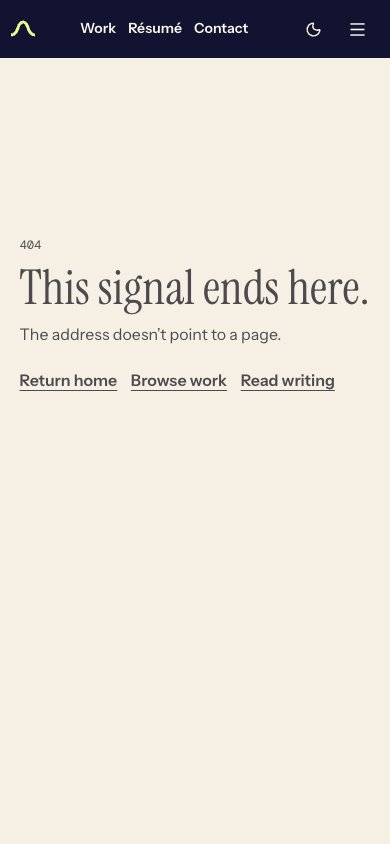 Work Résumé Contact
404
This signal ends here.
The address doesn’t point to a page.
Return home Browse work Read writing